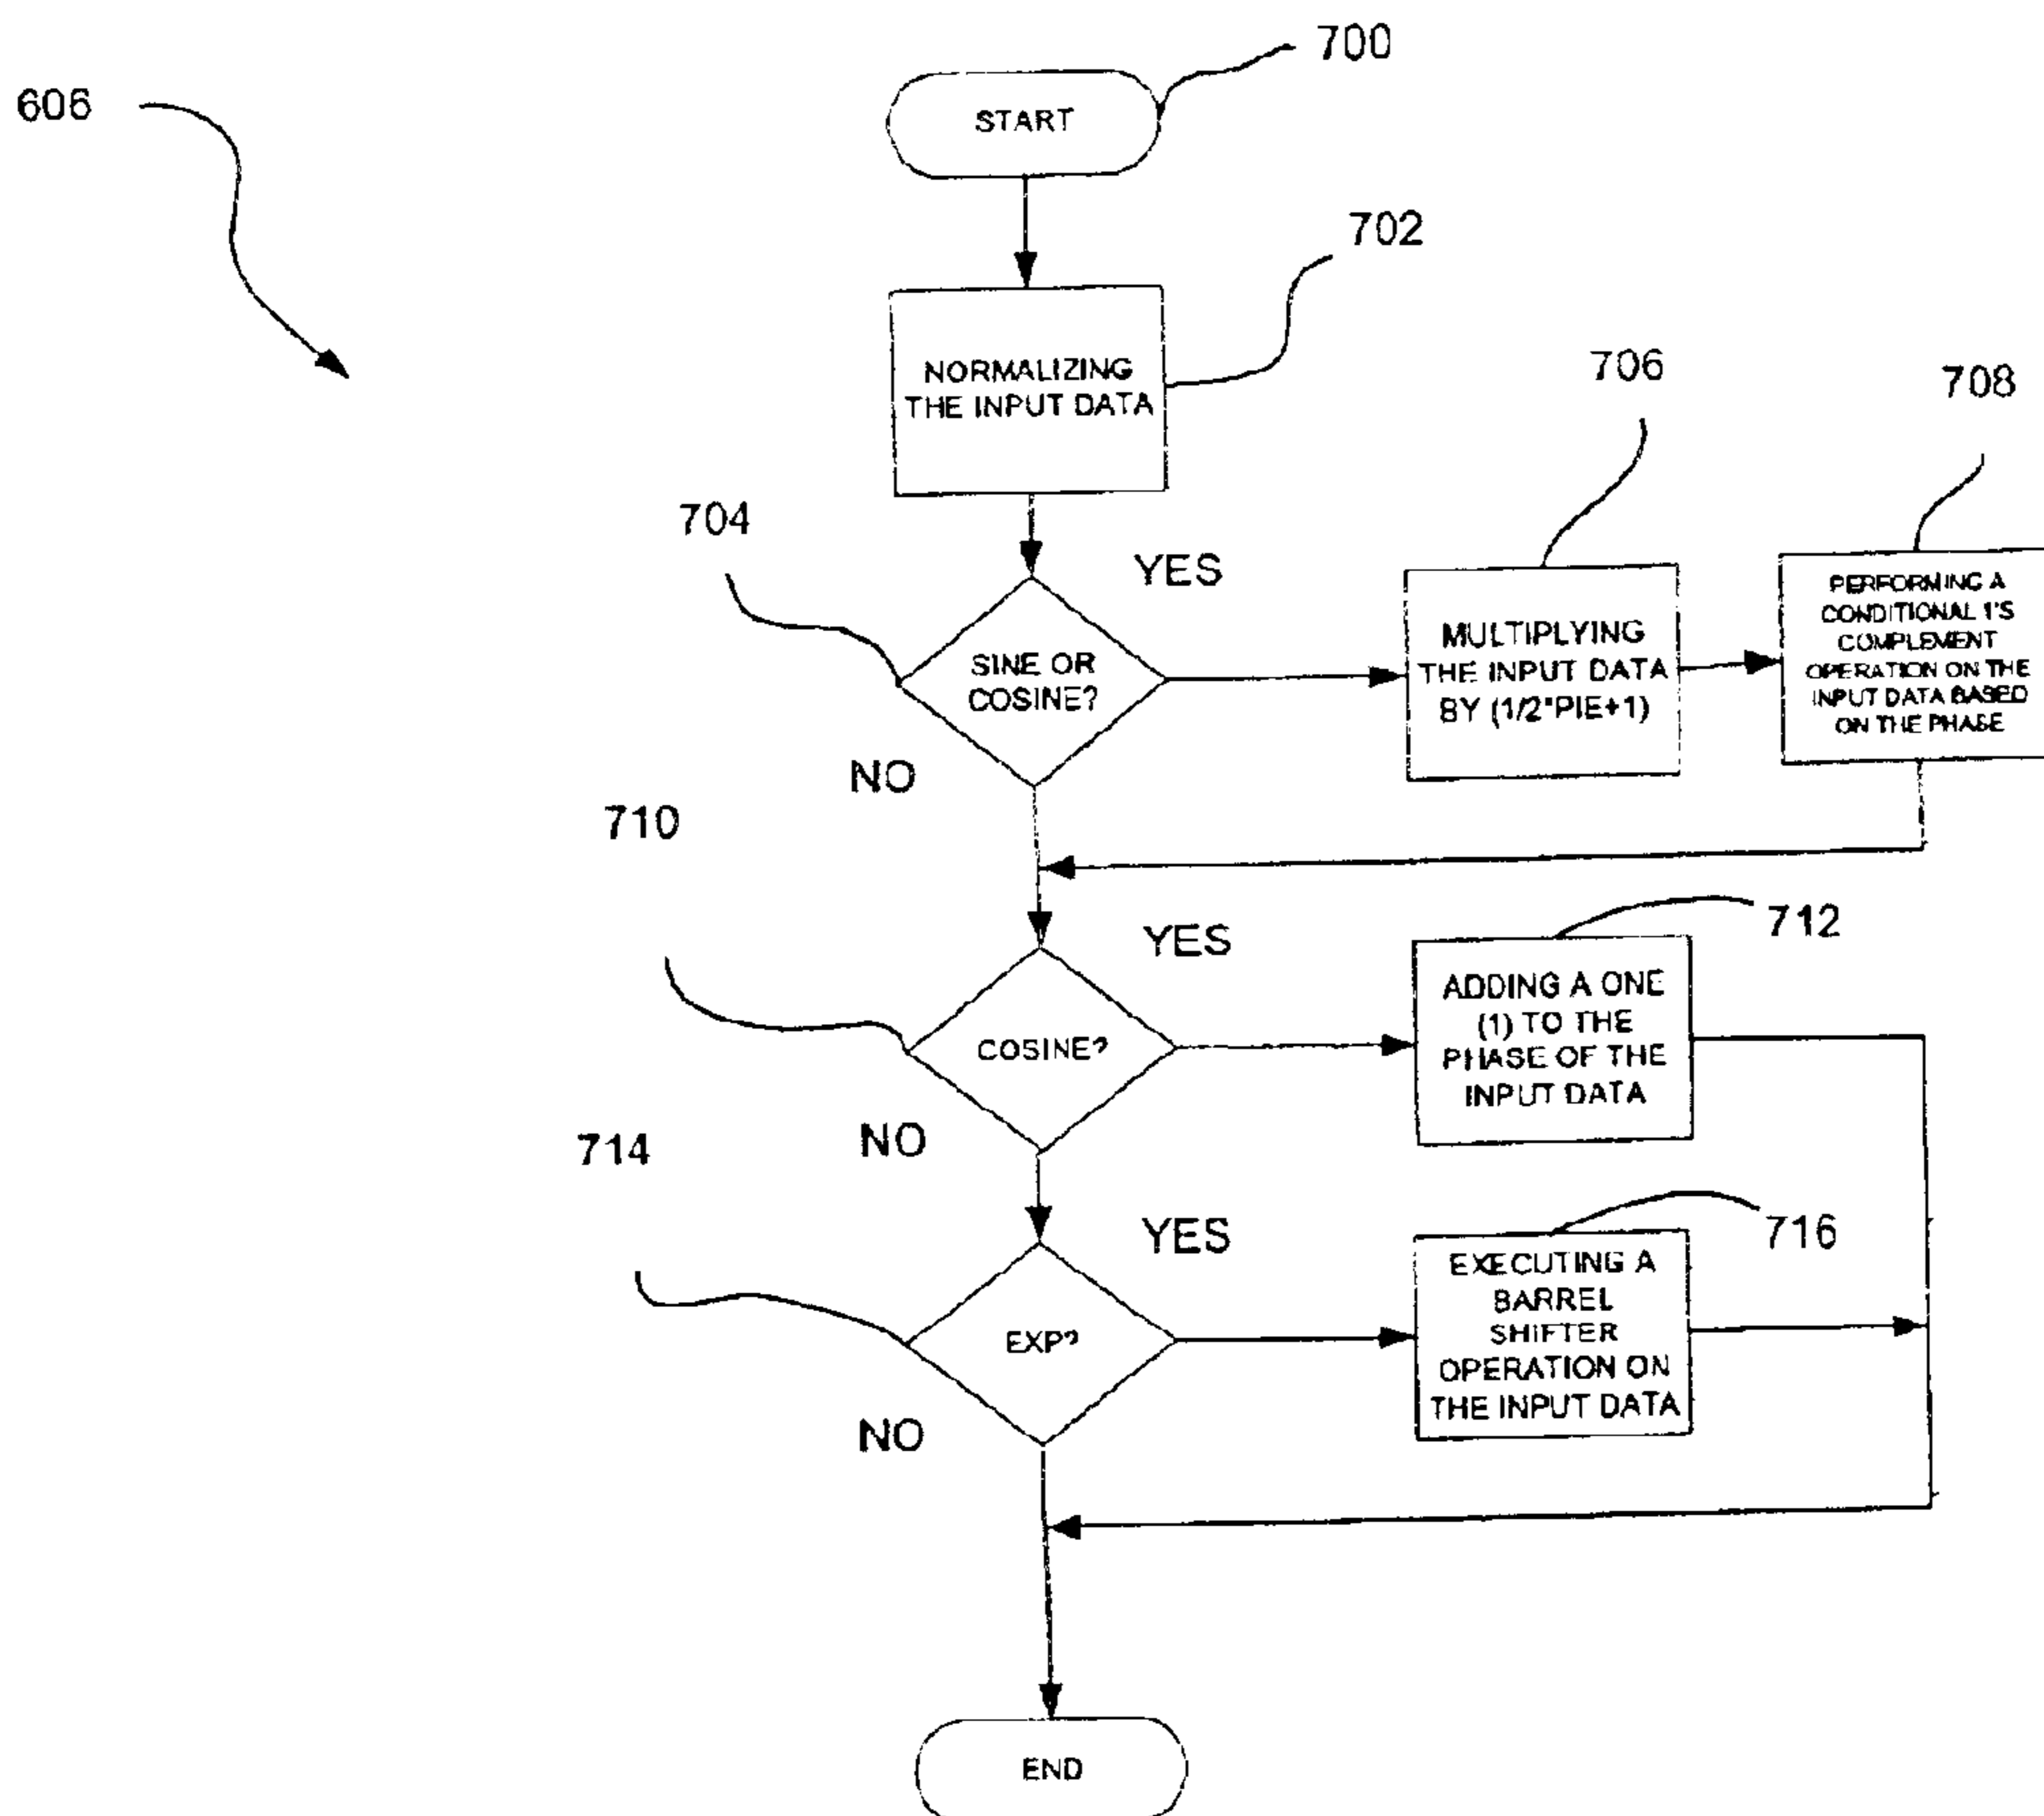 700
606
START
702
NORMALIZING
THE INPUT DATA
706
708
704
YES
PERFORMING A
CONDITIONAL 1'S
COMPLEMENT
OPERATION ON THE
INPUT DATA BASED
ON THE PHASE
MULTIPLYING
THE INPUT DATA
BY (1/2*PIE+1)
SINE OR
COSINE?
NO
710
712
YES
ADDING A ONE
(1) TO THE
PHASE OF THE
INPUT DATA
COSINE?
NO
714
YES
716
EXECUTING A
BARREL
SHIFTER
OPERATION ON
THE INPUT DATA
EXP?
NO
END